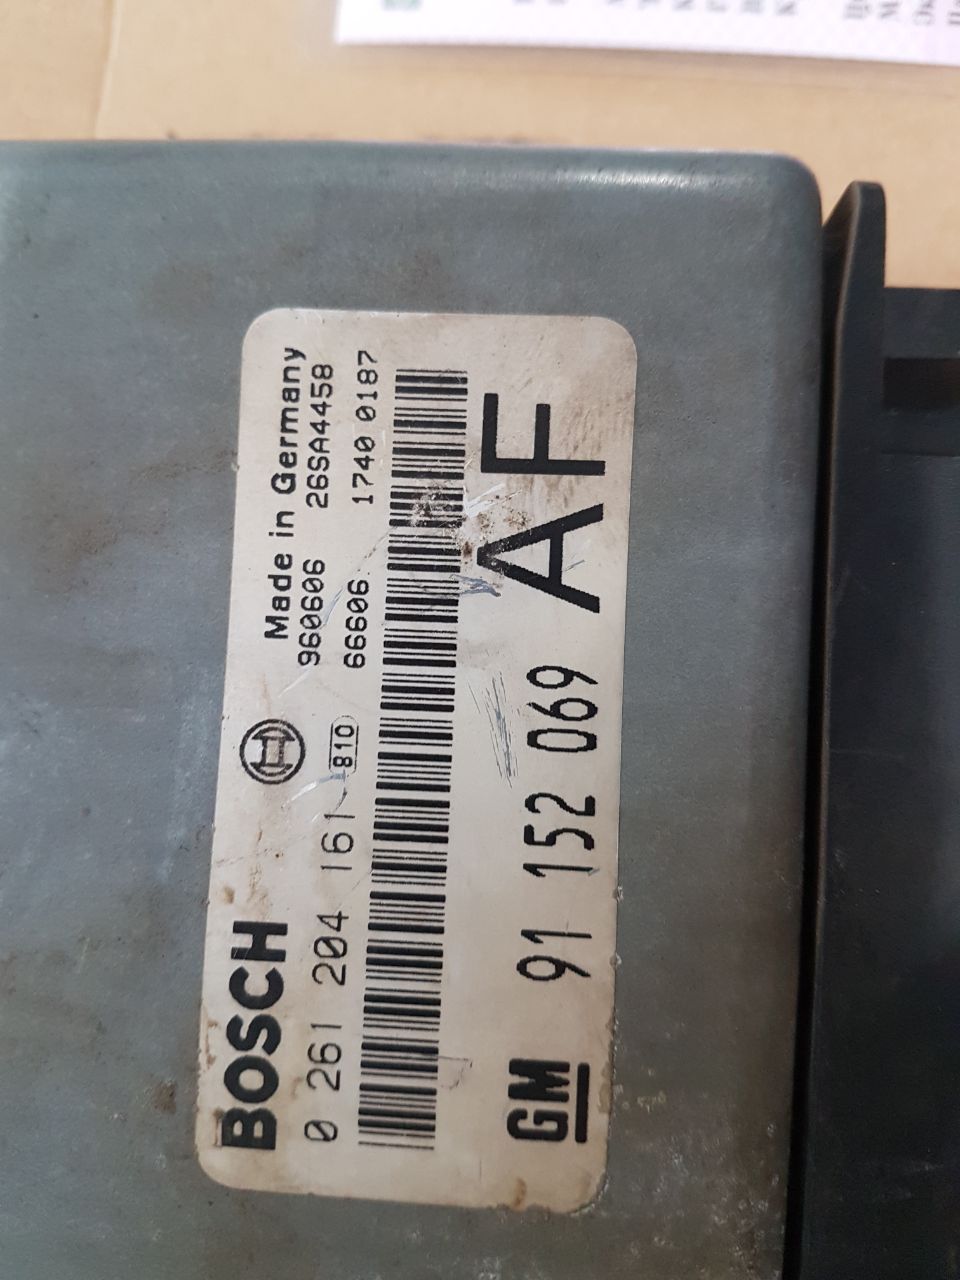 BOSCH
Made in Germany
0 261 204 161
960606 26SA4458
810
66606 1740 0187
GM 91 152 069 AF